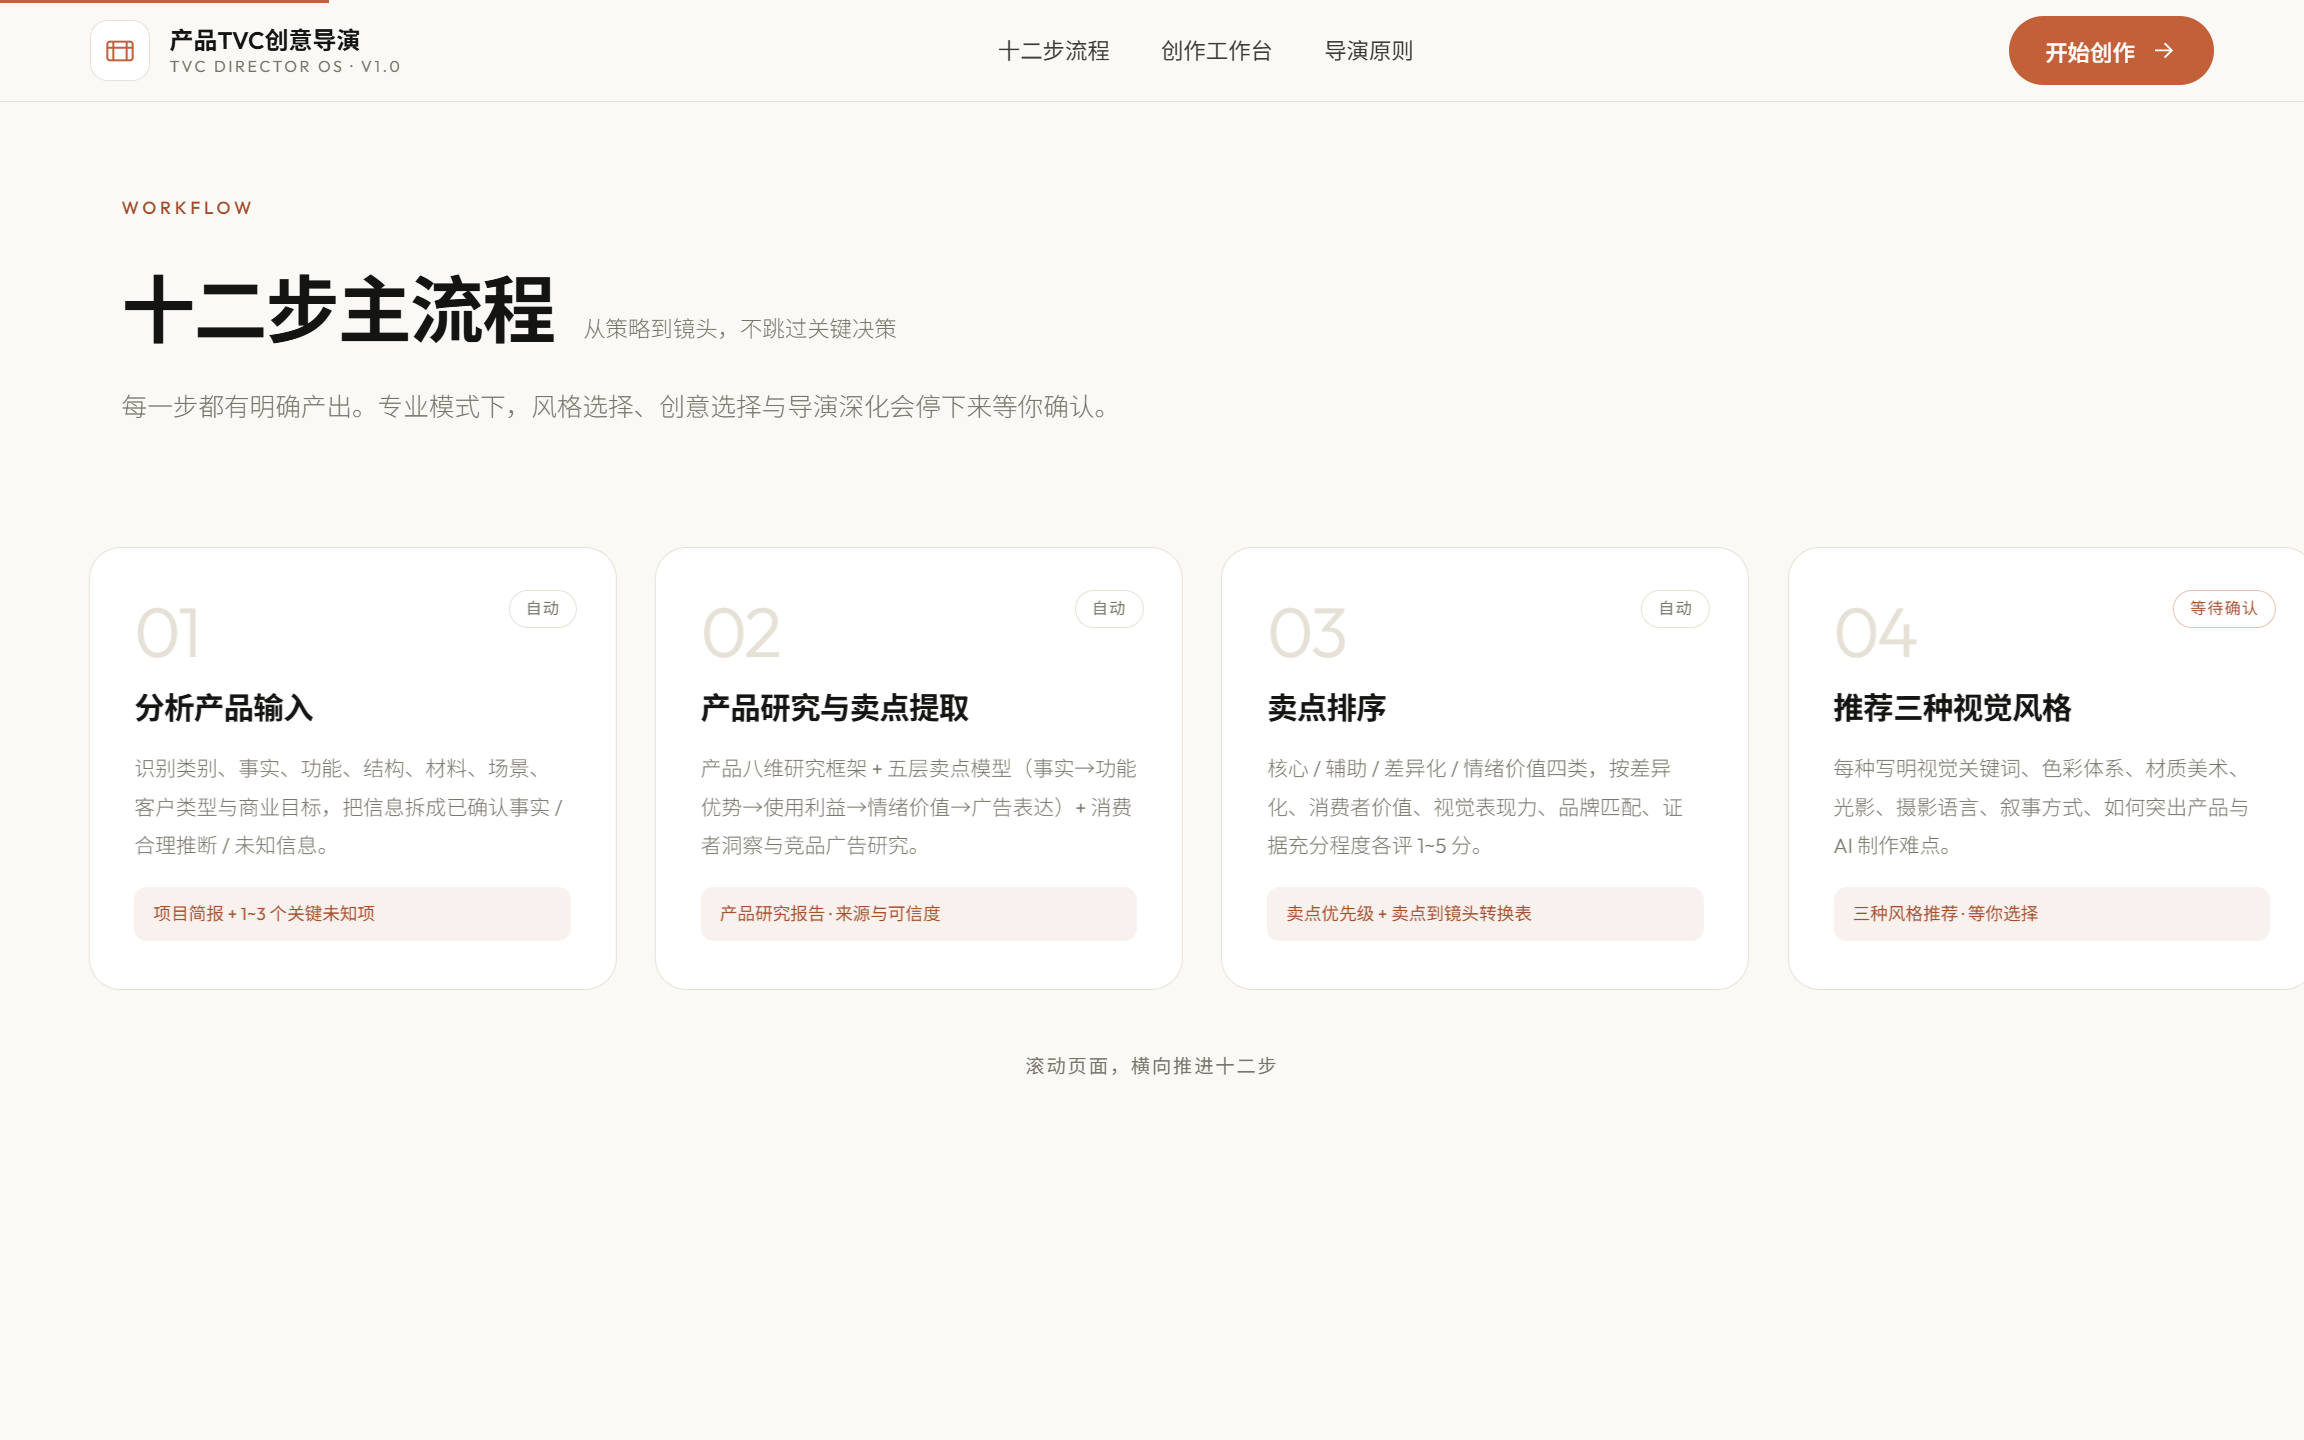 产品TVC创意导演
TVC DIRECTOR OS · V1.0
十二步流程
创作工作台
导演原则
开始创作 →
WORKFLOW
十二步主流程
从策略到镜头，不跳过关键决策
每一步都有明确产出。专业模式下，风格选择、创意选择与导演深化会停下来等你确认。
01
自动
分析产品输入
识别类别、事实、功能、结构、材料、场景、
客户类型与商业目标，把信息拆成已确认事实 /
合理推断 / 未知信息。
项目简报 + 1~3 个关键未知项
02
自动
产品研究与卖点提取
产品八维研究框架 + 五层卖点模型（事实→功能
优势→使用利益→情绪价值→广告表达）+ 消费
者洞察与竞品广告研究。
产品研究报告 · 来源与可信度
03
自动
卖点排序
核心 / 辅助 / 差异化 / 情绪价值四类，按差异
化、消费者价值、视觉表现力、品牌匹配、证
据充分程度各评 1~5 分。
卖点优先级 + 卖点到镜头转换表
04
等待确认
推荐三种视觉风格
每种写明视觉关键词、色彩体系、材质美术、
光影、摄影语言、叙事方式、如何突出产品与
AI 制作难点。
三种风格推荐 · 等你选择
滚动页面，横向推进十二步